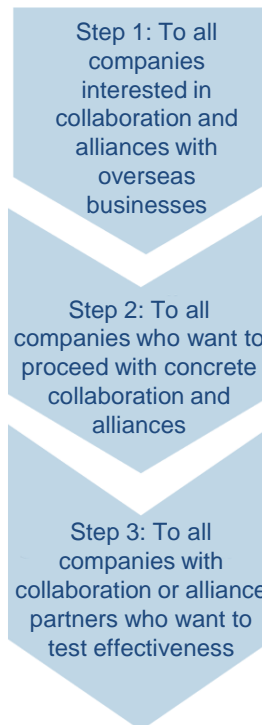 Step 1: To all
companies
interested in
collaboration and
alliances with
overseas
businesses
Step 2: To all
companies who want to
proceed with concrete
collaboration and
alliances
Step 3: To all
companies with
collaboration or alliance
partners who want to
test effectiveness